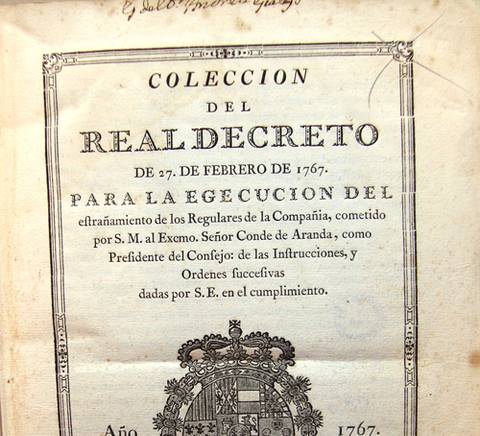 COLECCION
DEL
REAL DECRETO
DE 27. DE FEBRERO DE 1767.
PARA LA EGECUCION DEL
eſtrañamiento de los Regulares de la Compañia, cometido
por S. M. al Excmo. Señor Conde de Aranda, como
Preſidente del Conſejo: de las Inſtrucciones, y
Ordenes ſucceſivas
dadas por S. E. en el cumplimiento.
Año 1767.